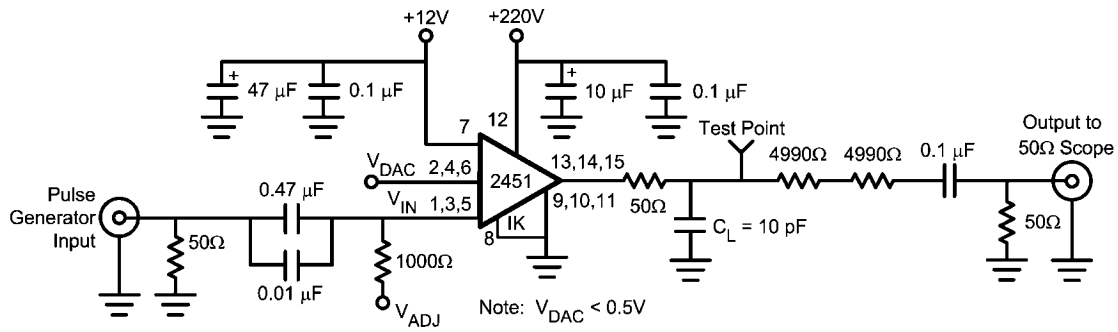 +12V
+220V
47 µF
0.1 µF
10 µF
0.1 µF
7
12
Test Point
Output to
50Ω Scope
V_DAC
2,4,6
2451
13,14,15
50Ω
4990Ω
4990Ω
0.1 µF
Pulse
Generator
Input
0.47 µF
V_IN
1,3,5
9,10,11
8
IK
50Ω
0.01 µF
1000Ω
V_ADJ
C_L = 10 pF
50Ω
Note: V_DAC < 0.5V
+
+